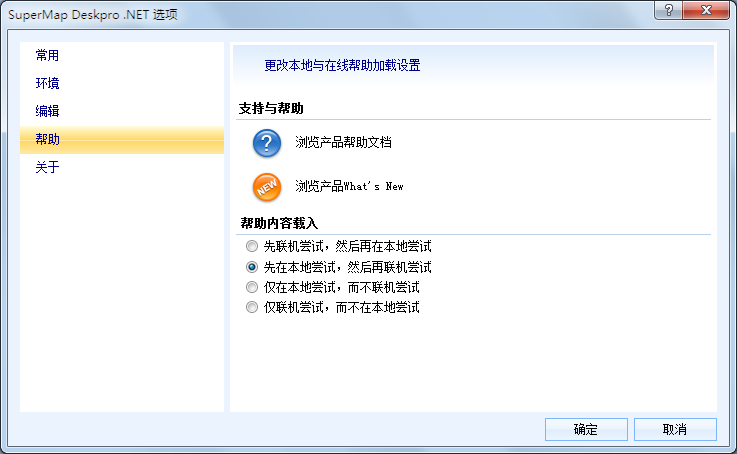 SuperMap Deskpro .NET 选项
常用
环境
编辑
帮助
关于
更改本地与在线帮助加载设置
支持与帮助
?
浏览产品帮助文档
NEW
浏览产品What's New
帮助内容载入
先联机尝试，然后再在本地尝试
先在本地尝试，然后再联机尝试
仅在本地尝试，而不联机尝试
仅联机尝试，而不在本地尝试
确定
取消